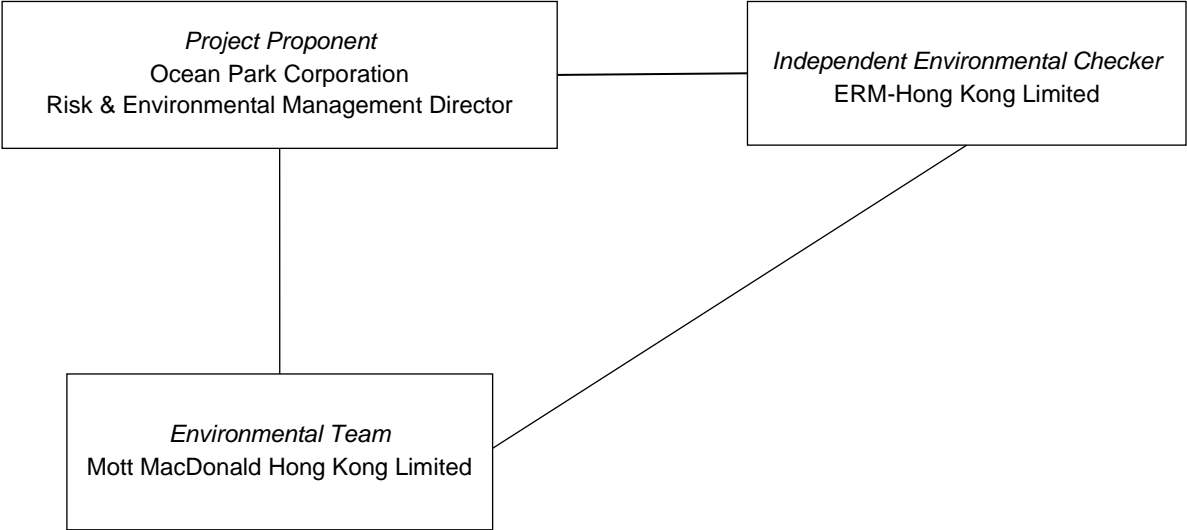 Project Proponent
Ocean Park Corporation
Risk & Environmental Management Director
Independent Environmental Checker
ERM-Hong Kong Limited
Environmental Team
Mott MacDonald Hong Kong Limited